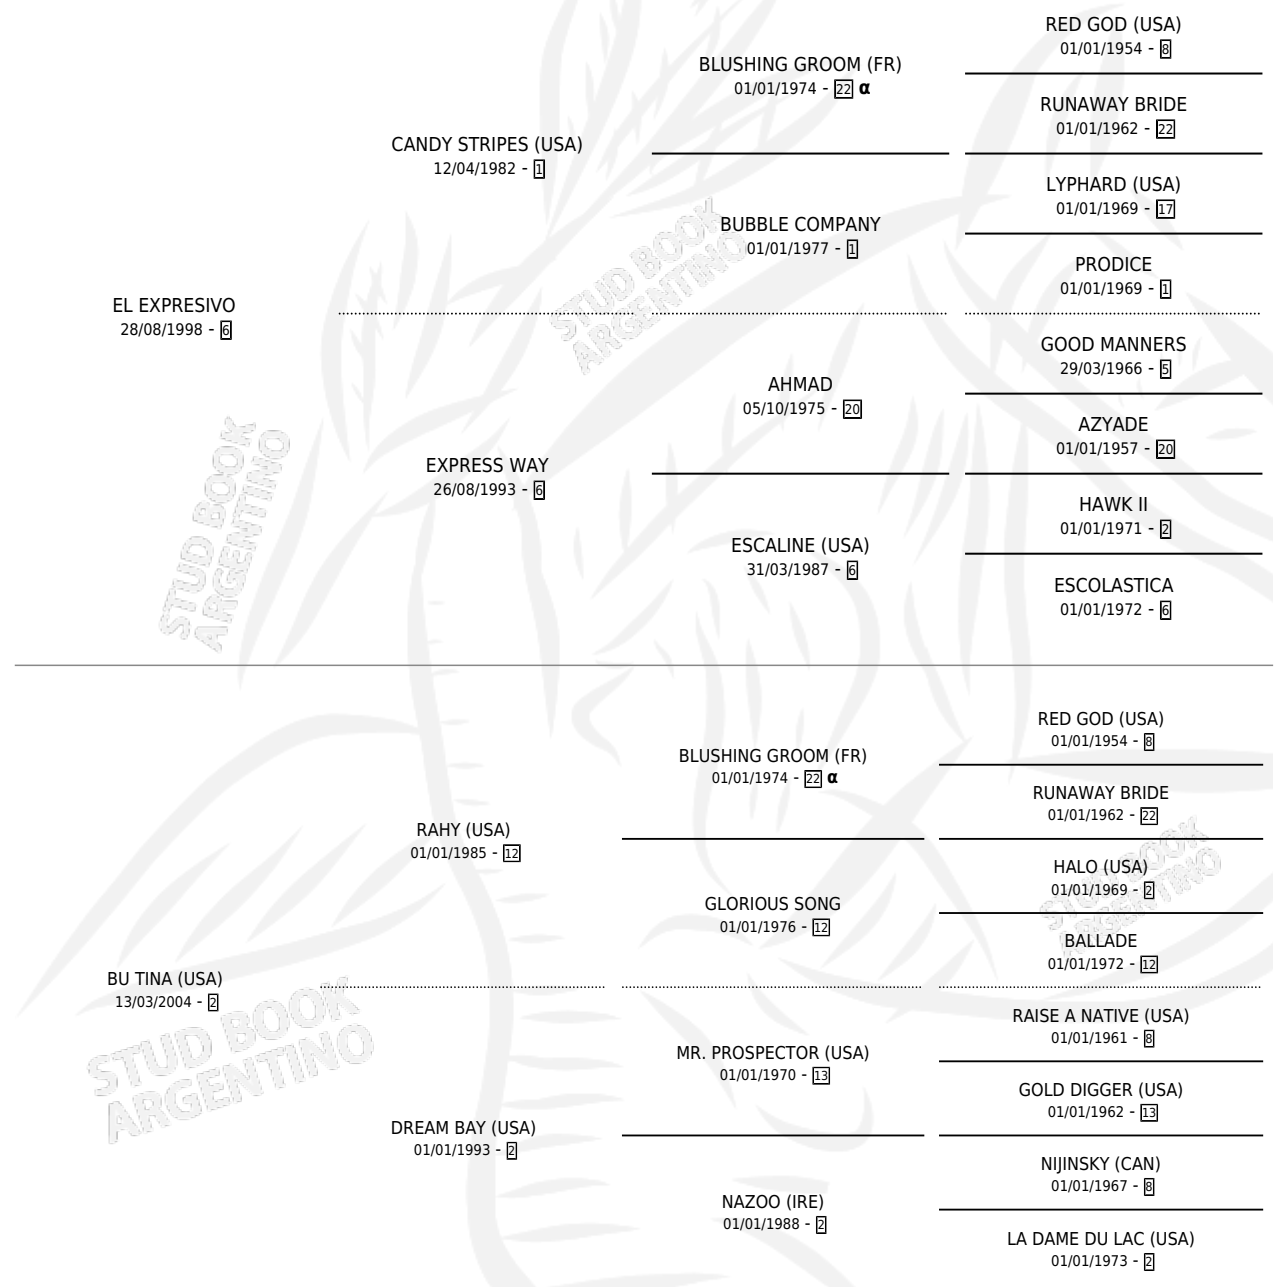 RED GOD (USA)
01/01/1954 - 8
BLUSHING GROOM (FR)
01/01/1974 - 22 α
RUNAWAY BRIDE
01/01/1962 - 22
CANDY STRIPES (USA)
12/04/1982 - 1
LYPHARD (USA)
01/01/1969 - 17
BUBBLE COMPANY
01/01/1977 - 1
PRODICE
01/01/1969 - 1
EL EXPRESIVO
28/08/1998 - 6
GOOD MANNERS
29/03/1966 - 5
AHMAD
05/10/1975 - 20
AZYADE
01/01/1957 - 20
EXPRESS WAY
26/08/1993 - 6
HAWK II
01/01/1971 - 2
ESCALINE (USA)
31/03/1987 - 6
ESCOLASTICA
01/01/1972 - 6
STUD BOOK
ARGENTINO
STUD BOOK
ARGENTINO
RED GOD (USA)
01/01/1954 - 8
BLUSHING GROOM (FR)
01/01/1974 - 22 α
RUNAWAY BRIDE
01/01/1962 - 22
RAHY (USA)
01/01/1985 - 12
HALO (USA)
01/01/1969 - 2
GLORIOUS SONG
01/01/1976 - 12
BALLADE
01/01/1972 - 12
BU TINA (USA)
13/03/2004 - 2
RAISE A NATIVE (USA)
01/01/1961 - 8
MR. PROSPECTOR (USA)
01/01/1970 - 13
GOLD DIGGER (USA)
01/01/1962 - 13
DREAM BAY (USA)
01/01/1993 - 2
NIJINSKY (CAN)
01/01/1967 - 8
NAZOO (IRE)
01/01/1988 - 2
LA DAME DU LAC (USA)
01/01/1973 - 2
STUD BOOK
ARGENTINO
STUD BOOK
ARGENTINO